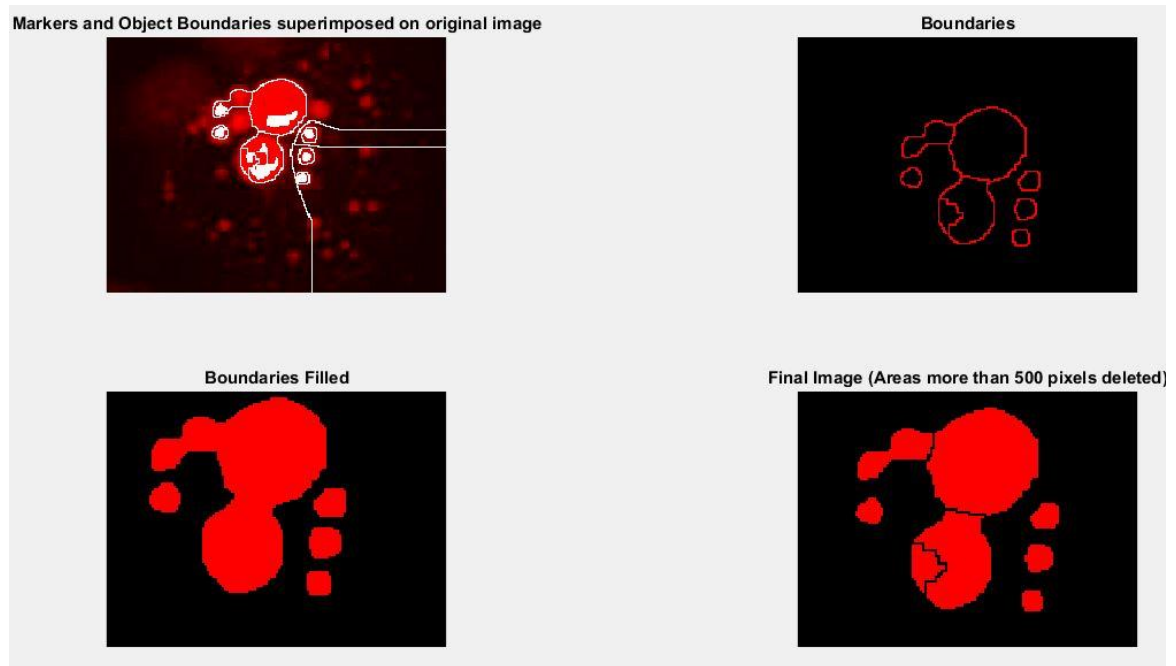 Markers and Object Boundaries superimposed on original image
Boundaries
Boundaries Filled
Final Image (Areas more than 500 pixels deleted)